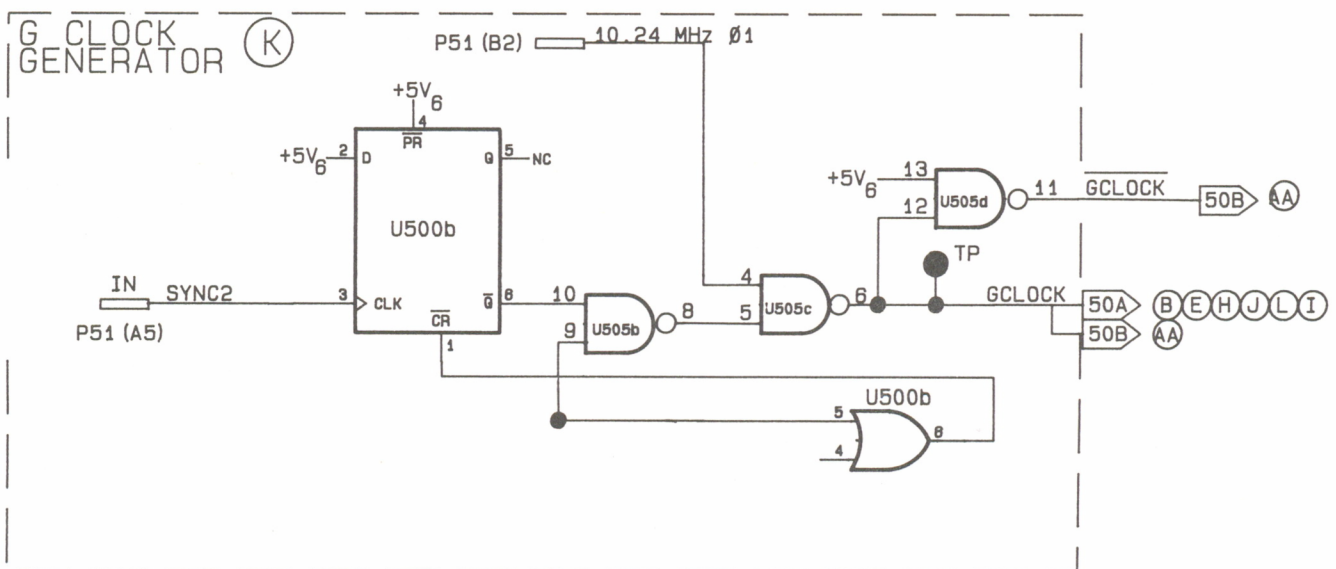 G CLOCK
GENERATOR
K
P51 (B2)
10.24 MHz Ø1
+5V6
4
PR
+5V6
2
D
Q
5
NC
U500b
IN
SYNC2
P51 (A5)
3
CLK
Q
6
CR
1
10
9
U505b
8
4
5
U505c
6
+5V6
13
12
U505d
11
GCLOCK
50B
AA
TP
GCLOCK
50A
B E H J L I
50B
AA
U500b
5
4
6